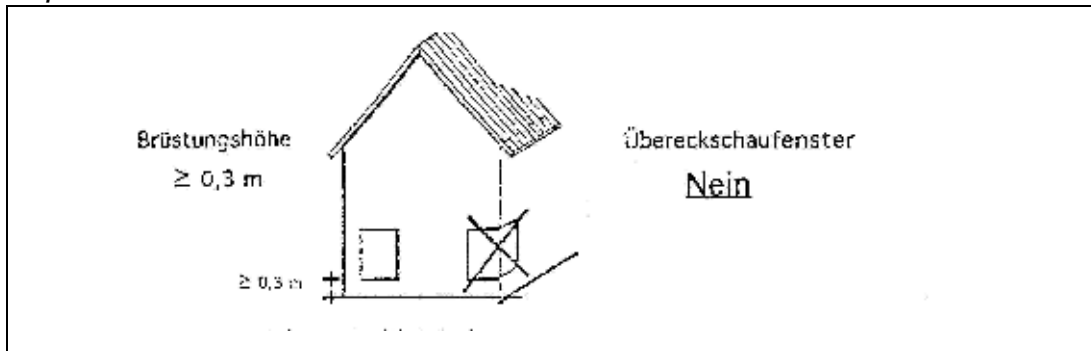 Brüstungshöhe
≥ 0,3 m
Übereckschaufenster
Nein
≥ 0,3 m